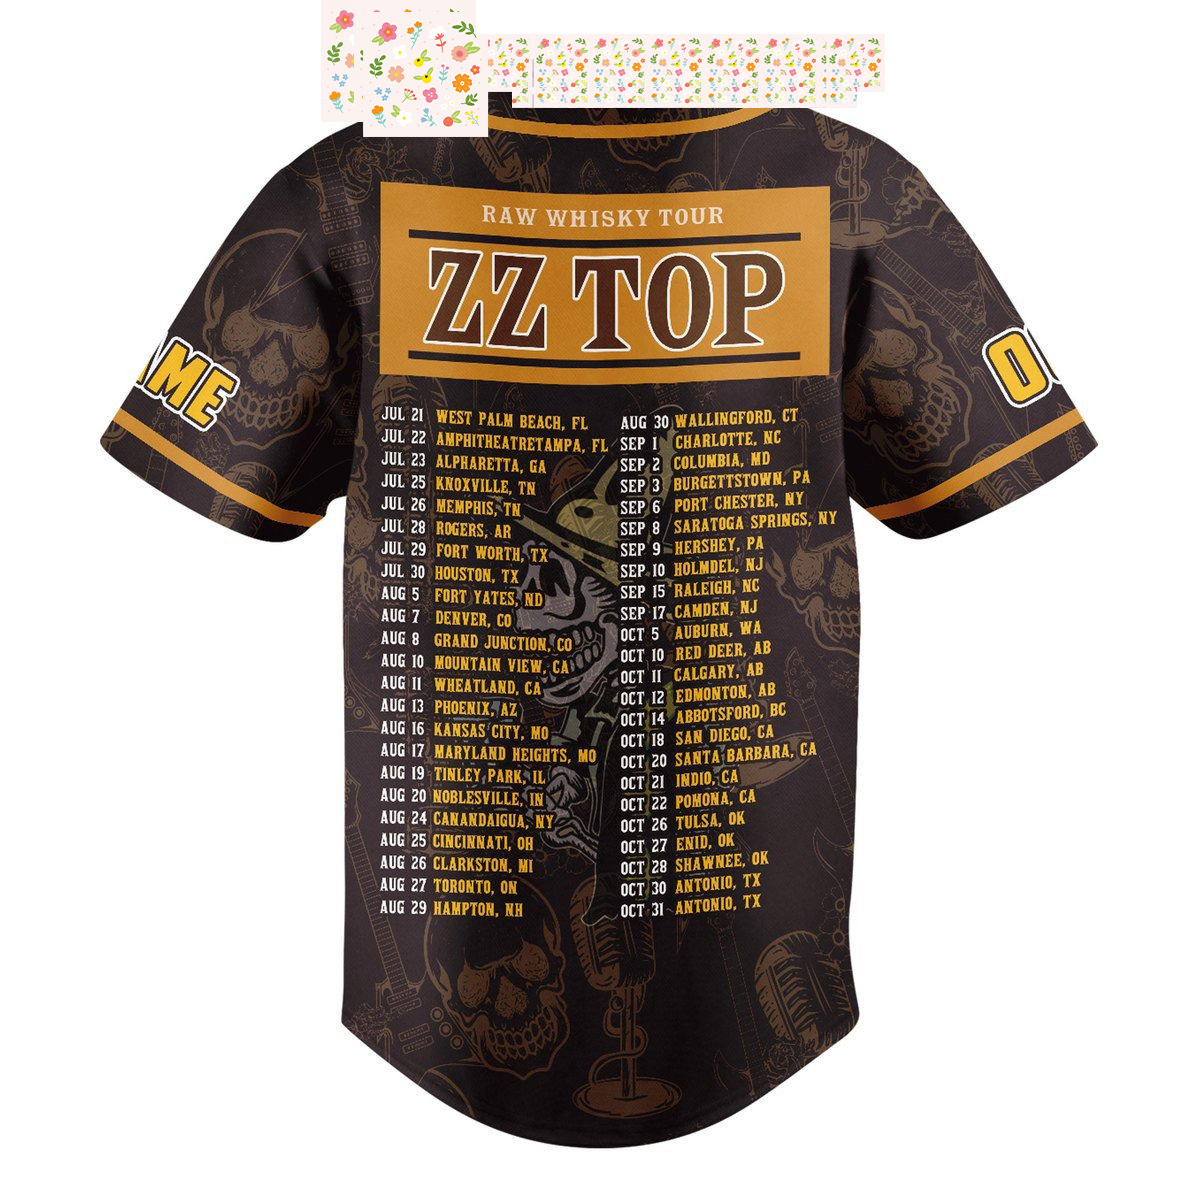 RAW WHISKY TOUR
ZZ TOP
AME
JUL 21 WEST PALM BEACH, FL
JUL 22 AMPHITHEATRETAMPA, FL
JUL 23 ALPHARETTA, GA
JUL 25 KNOXVILLE, TN
JUL 26 MEMPHIS, TN
JUL 28 ROGERS, AR
JUL 29 FORT WORTH, TX
JUL 30 HOUSTON, TX
AUG 5 FORT YATES, ND
AUG 7 DENVER, CO
AUG 8 GRAND JUNCTION, CO
AUG 10 MOUNTAIN VIEW, CA
AUG 11 WHEATLAND, CA
AUG 13 PHOENIX, AZ
AUG 16 KANSAS CITY, MO
AUG 17 MARYLAND HEIGHTS, MO
AUG 19 TINLEY PARK, IL
AUG 20 NOBLESVILLE, IN
AUG 24 CANANDAIGUA, NY
AUG 25 CINCINNATI, OH
AUG 26 CLARKSTON, MI
AUG 27 TORONTO, ON
AUG 29 HAMPTON, NH
AUG 30 WALLINGFORD, CT
SEP 1 CHARLOTTE, NC
SEP 2 COLUMBIA, MD
SEP 3 BURGETTSTOWN, PA
SEP 6 PORT CHESTER, NY
SEP 8 SARATOGA SPRINGS, NY
SEP 9 HERSHEY, PA
SEP 10 HOLMDEL, NJ
SEP 15 RALEIGH, NC
SEP 17 CAMDEN, NJ
OCT 5 AUBURN, WA
OCT 10 RED DEER, AB
OCT 11 CALGARY, AB
OCT 12 EDMONTON, AB
OCT 14 ABBOTSFORD, BC
OCT 18 SAN DIEGO, CA
OCT 20 SANTA BARBARA, CA
OCT 21 INDIO, CA
OCT 22 POMONA, CA
OCT 26 TULSA, OK
OCT 27 ENID, OK
OCT 28 SHAWNEE, OK
OCT 30 ANTONIO, TX
OCT 31 ANTONIO, TX